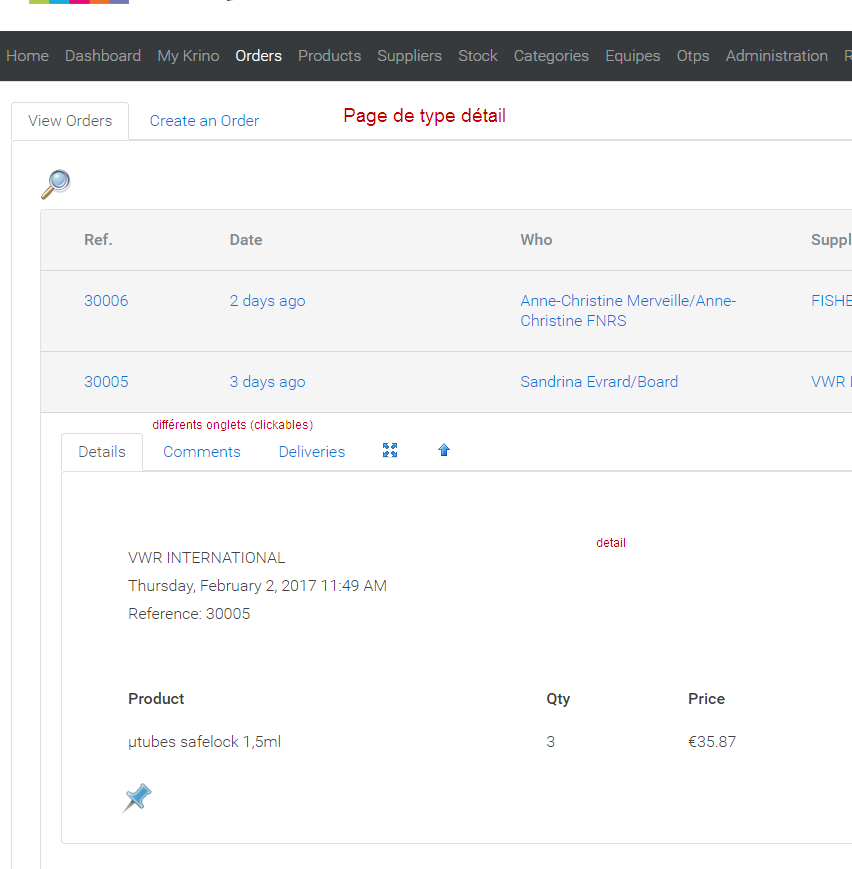 Home Dashboard My Krino Orders Products Suppliers Stock Categories Equipes Otps Administration R
View Orders Create an Order Page de type détail
Ref. Date Who Suppl
30006 2 days ago Anne-Christine Merveille/Anne- FISHE
Christine FNRS
30005 3 days ago Sandrina Evrard/Board VWR
différents onglets (clickables)
Details Comments Deliveries
detail
VWR INTERNATIONAL
Thursday, February 2, 2017 11:49 AM
Reference: 30005
Product Qty Price
µtubes safelock 1,5ml 3 €35.87